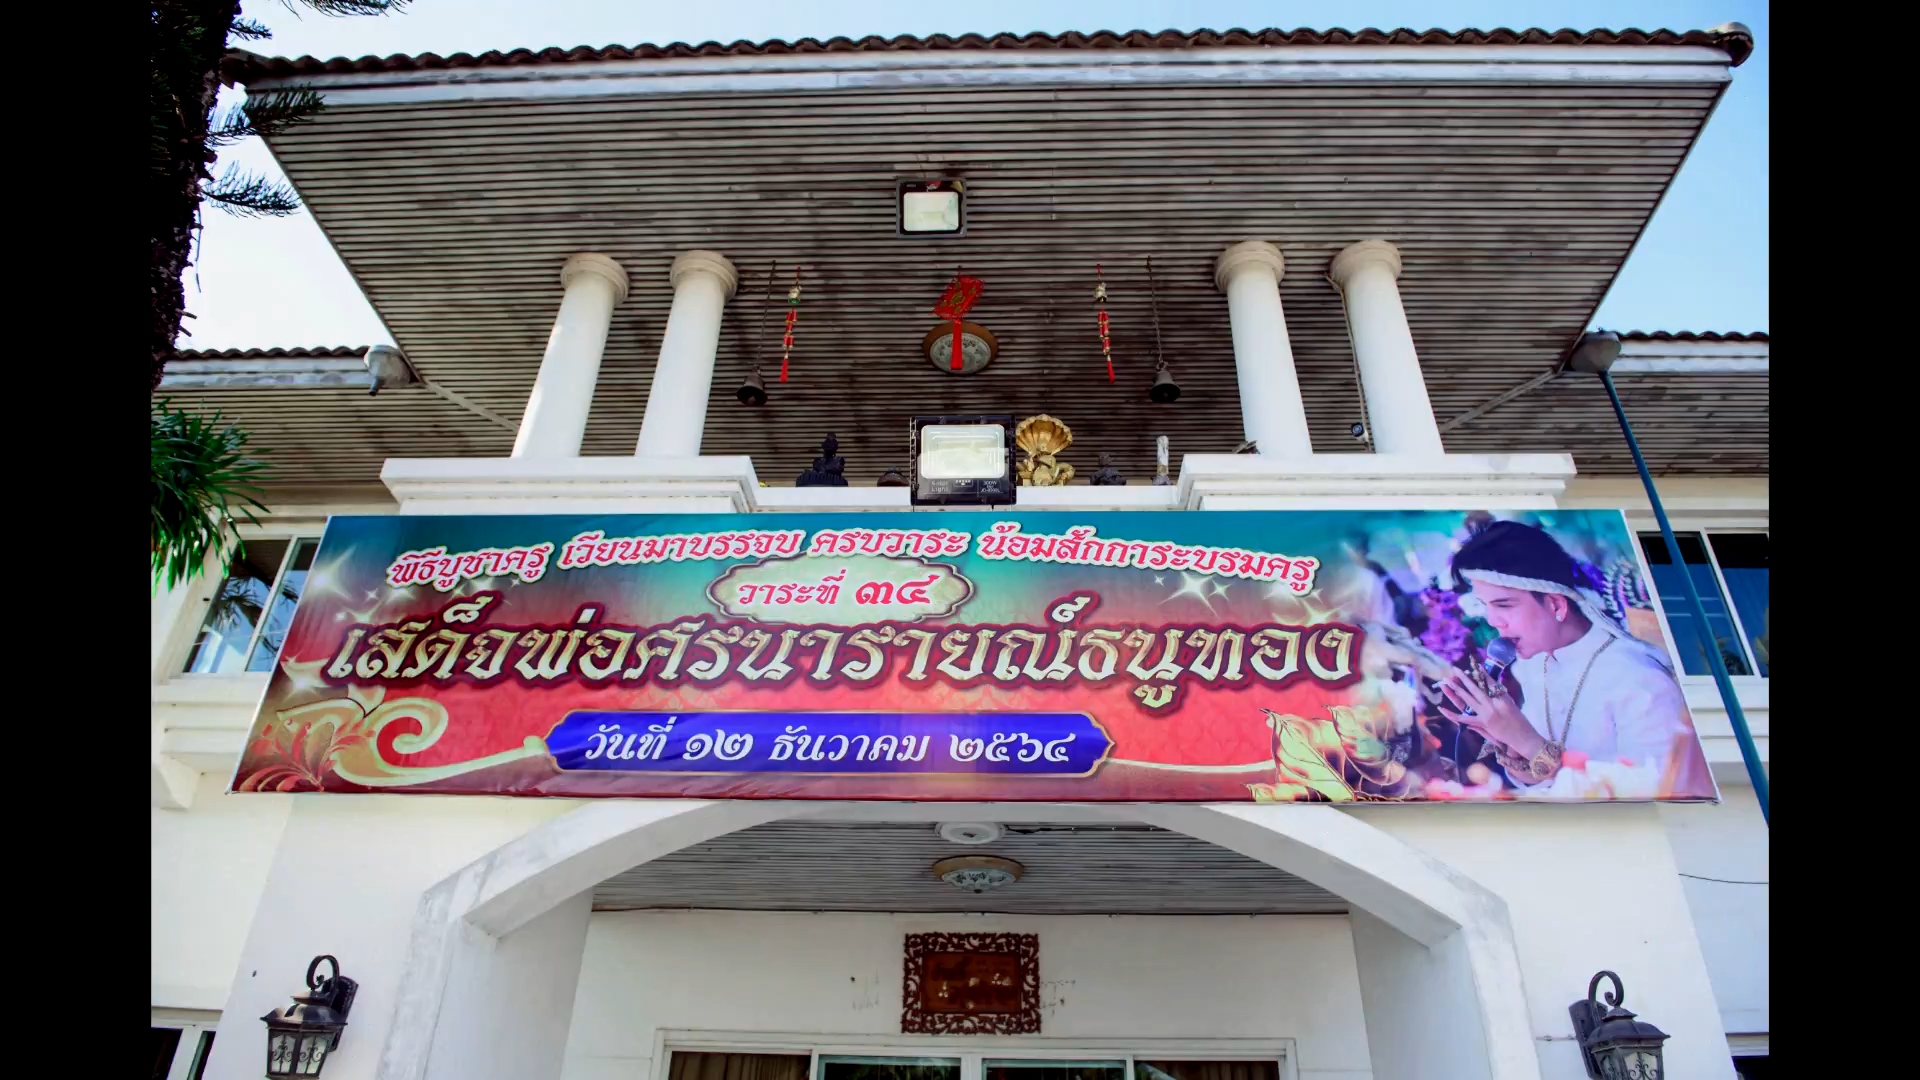 พิธีบูชาครู เวียนมาบรรจบ ครบวาระ น้อมสักการะบรมครู
วาระที่ ๓๔
เสด็จพ่อศรนารายณ์ธนูทอง
วันที่ ๑๒ ธันวาคม ๒๕๖๔